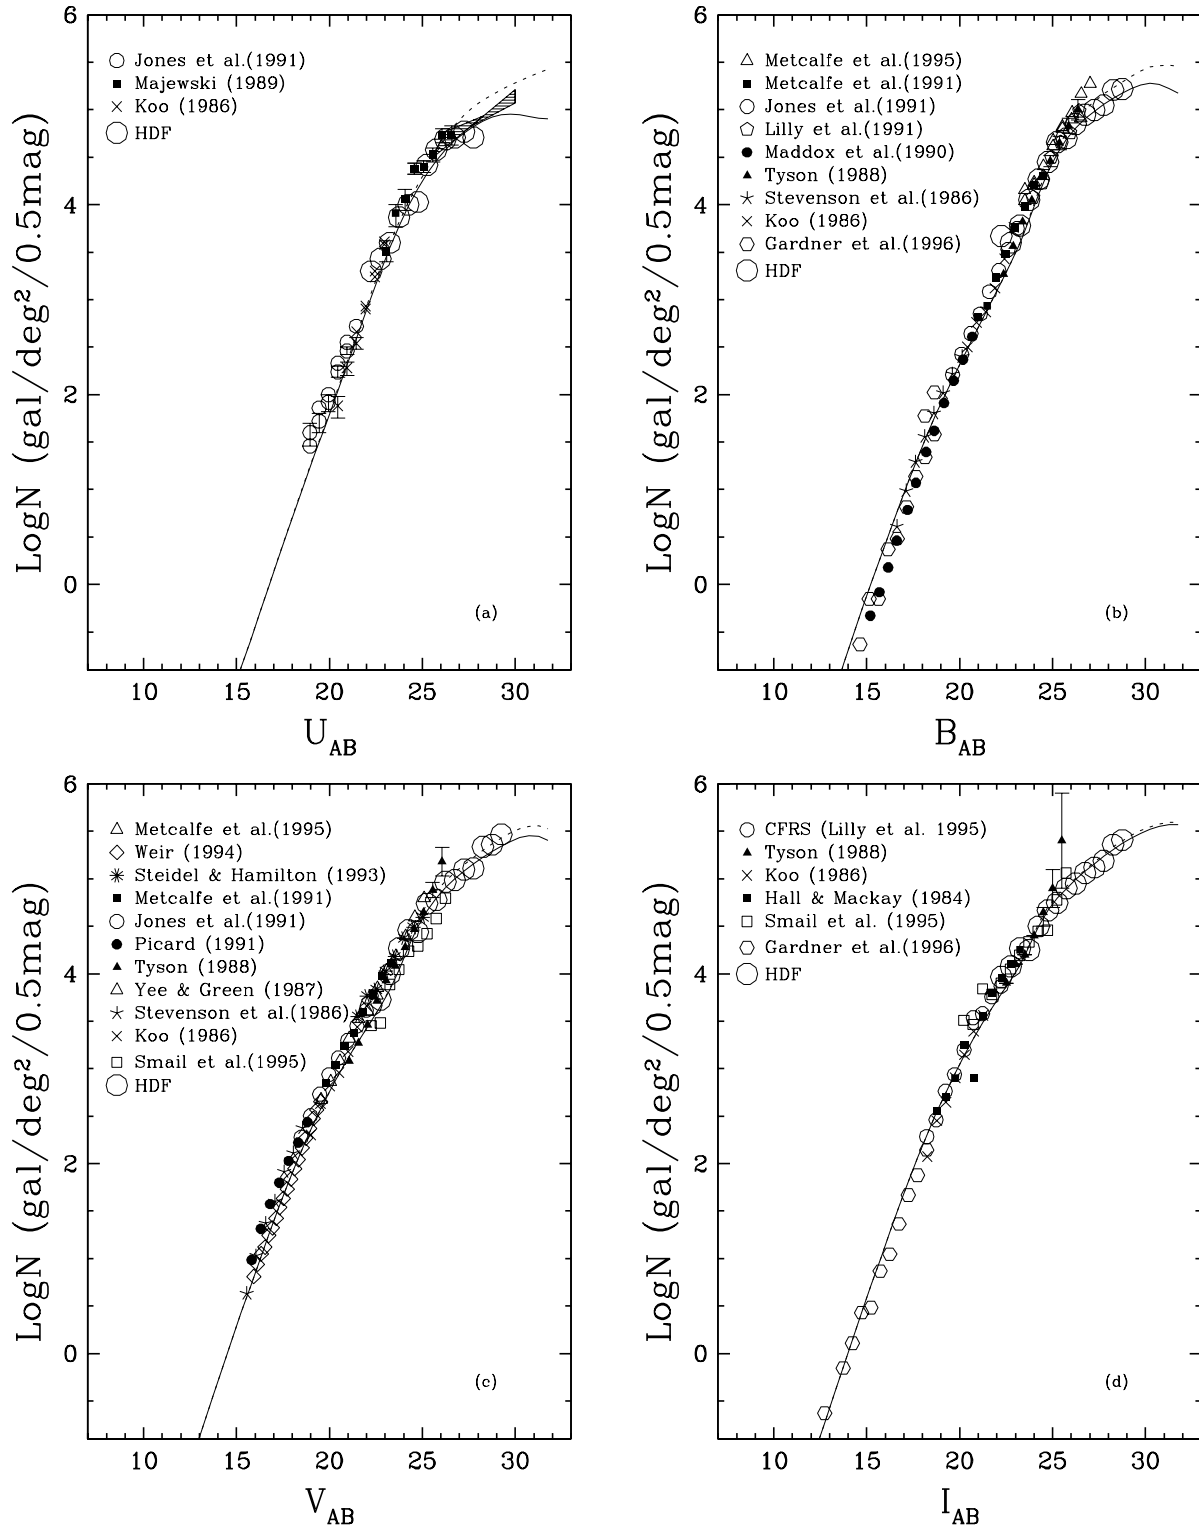 Jones et al.(1991)
Majewski (1989)
Koo (1986)
HDF
LogN (gal/deg²/0.5mag)
4
2
0
(a)
10 15 20 25 30
U_AB
Metcalfe et al.(1995)
Metcalfe et al.(1991)
Jones et al.(1991)
Lilly et al.(1991)
Maddox et al.(1990)
Tyson (1988)
Stevenson et al.(1986)
Koo (1986)
Gardner et al.(1996)
HDF
LogN (gal/deg²/0.5mag)
4
2
0
(b)
10 15 20 25 30
B_AB
6
Metcalfe et al.(1995)
Weir (1994)
Steidel & Hamilton (1993)
Metcalfe et al.(1991)
Jones et al.(1991)
Picard (1991)
Tyson (1988)
Yee & Green (1987)
Stevenson et al.(1986)
Koo (1986)
Smail et al.(1995)
HDF
LogN (gal/deg²/0.5mag)
4
2
0
(c)
10 15 20 25 30
V_AB
6
CFRS (Lilly et al. 1995)
Tyson (1988)
Koo (1986)
Hall & Mackay (1984)
Smail et al. (1995)
Gardner et al.(1996)
HDF
LogN (gal/deg²/0.5mag)
4
2
0
(d)
10 15 20 25 30
I_AB